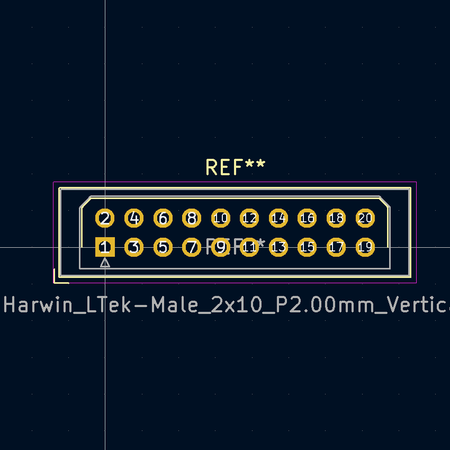 REF**
2 4 6 8 10 12 14 16 18 20
1 3 5 7 9 11 13 15 17 19
REF**
Harwin_LTek-Male_2x10_P2.00mm_Vertic